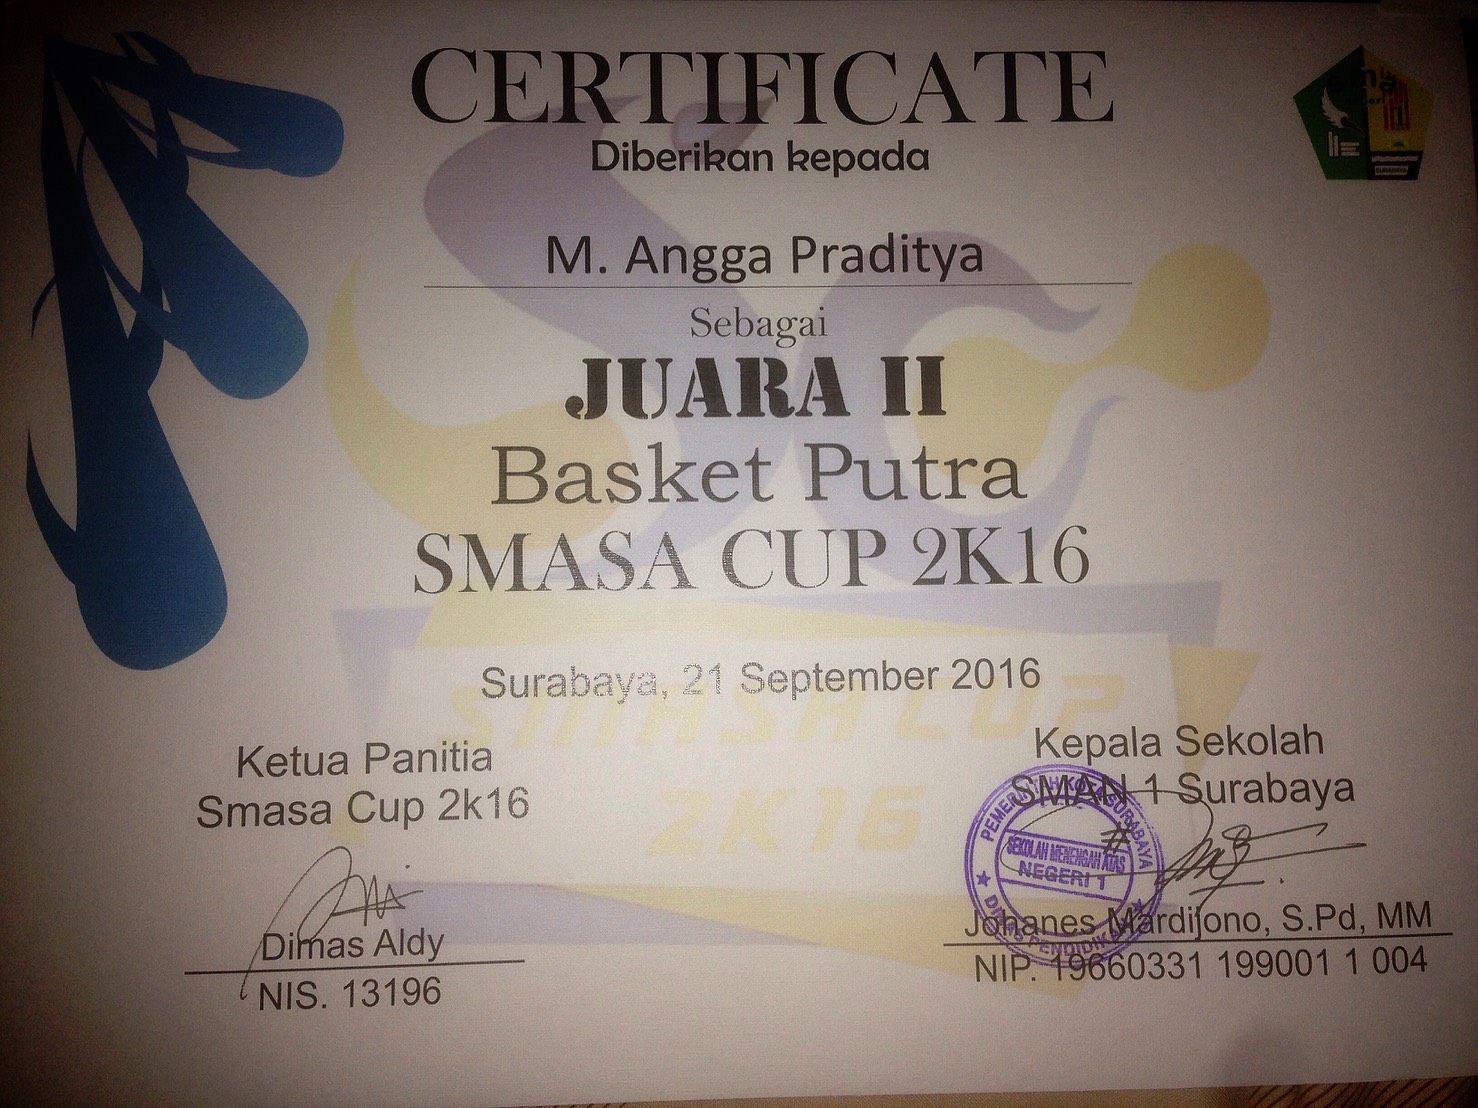 CERTIFICATE
Diberikan kepada
M. Angga Praditya
Sebagai
JUARA II
Basket Putra
SMASA CUP 2K16
Surabaya, 21 September 2016
SMASA CUP
2K16
Ketua Panitia
Smasa Cup 2k16
Dimas Aldy
NIS. 13196
Kepala Sekolah
SMAN 1 Surabaya
PEMERINTAH KOTA SURABAYA
SEKOLAH MENENGAH ATAS
NEGERI 1
DINAS PENDIDIKAN
Johanes Mardijono, S.Pd, MM
NIP. 19660331 199001 1 004